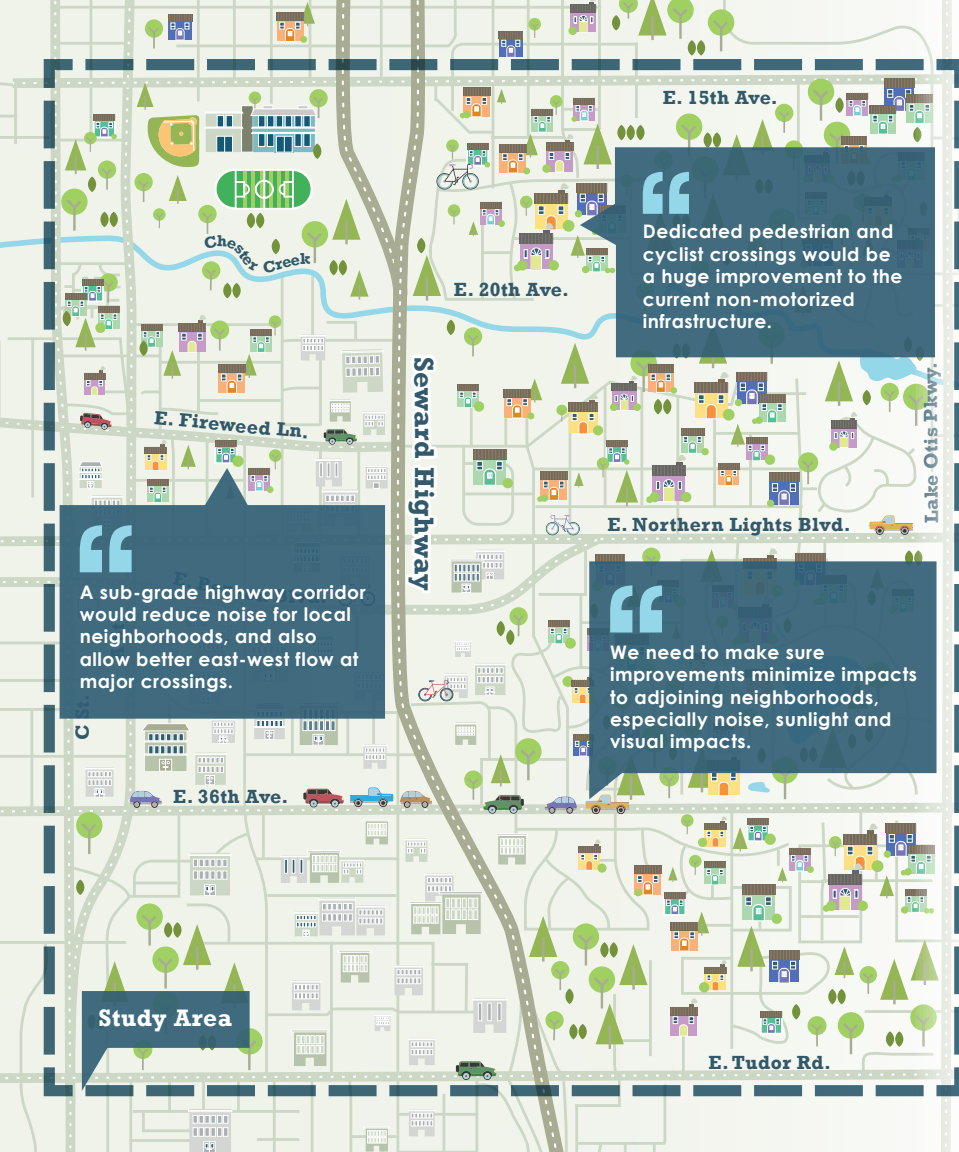 E. 15th Ave.
“
Dedicated pedestrian and
cyclist crossings would be
a huge improvement to the
current non-motorized
infrastructure.
Chester Creek
E. 20th Ave.
Seward Highway
Lake Otis Pkwy.
E. Fireweed Ln.
E. Northern Lights Blvd.
“
A sub-grade highway corridor
would reduce noise for local
neighborhoods, and also
allow better east-west flow at
major crossings.
“
We need to make sure
improvements minimize impacts
to adjoining neighborhoods,
especially noise, sunlight and
visual impacts.
C St.
E. 36th Ave.
Study Area
E. Tudor Rd.